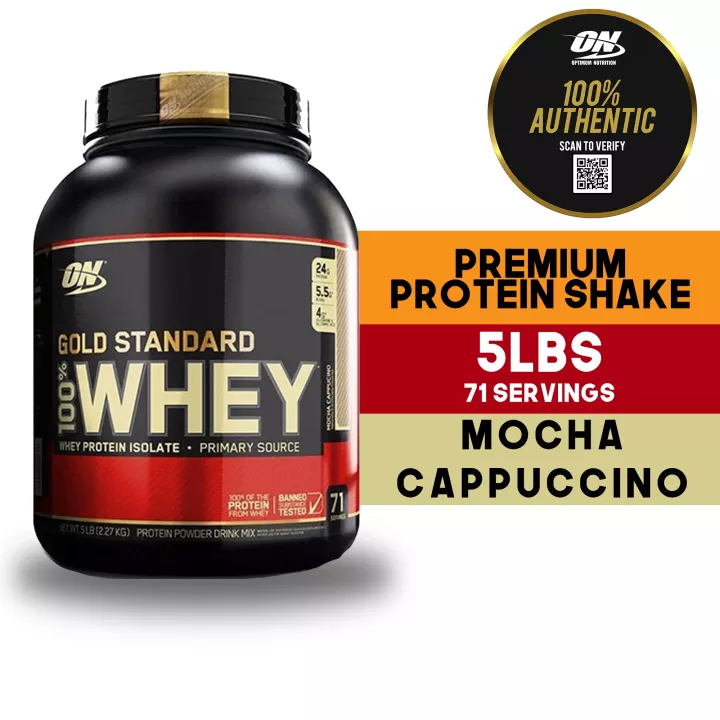 ON
OPTIMUM NUTRITION
100%
AUTHENTIC
SCAN TO VERIFY
PREMIUM
PROTEIN SHAKE
5LBS
71 SERVINGS
MOCHA
CAPPUCCINO
ON
24G
5.5G
4G
MOCHA CAPPUCCINO
GOLD STANDARD
100% WHEY
WHEY PROTEIN ISOLATE • PRIMARY SOURCE
100% OF THE
PROTEIN
FROM WHEY
BANNED
SUBSTANCE
TESTED
71
SERVINGS
NET WT 5 LB (2.27 KG) PROTEIN POWDER DRINK MIX